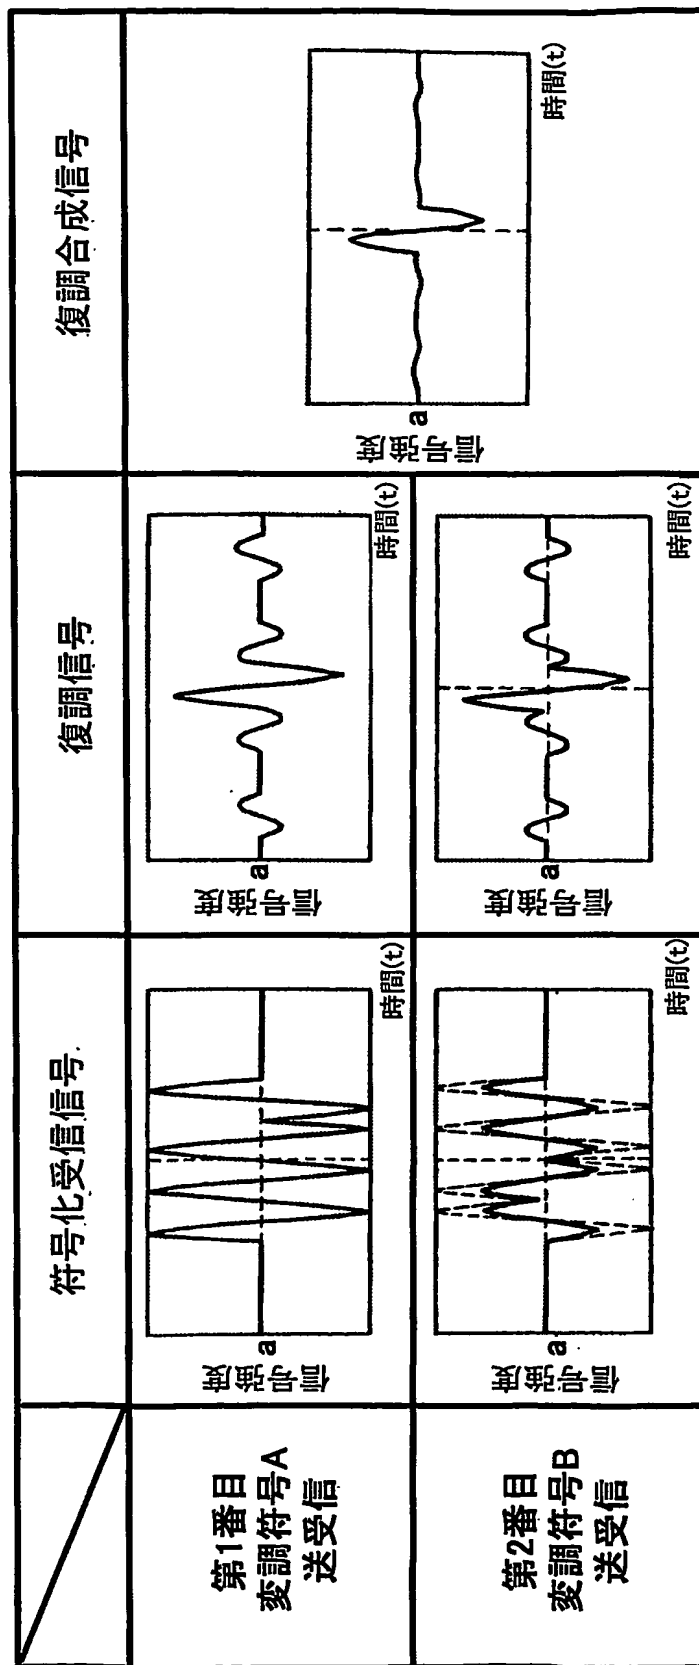 符号化受信信号
復調信号
復調合成信号
第1番目
変調符号A
送受信
信号強度
a
時間(t)
信号強度
a
時間(t)
信号強度
a
時間(t)
第2番目
変調符号B
送受信
信号強度
a
時間(t)
信号強度
a
時間(t)